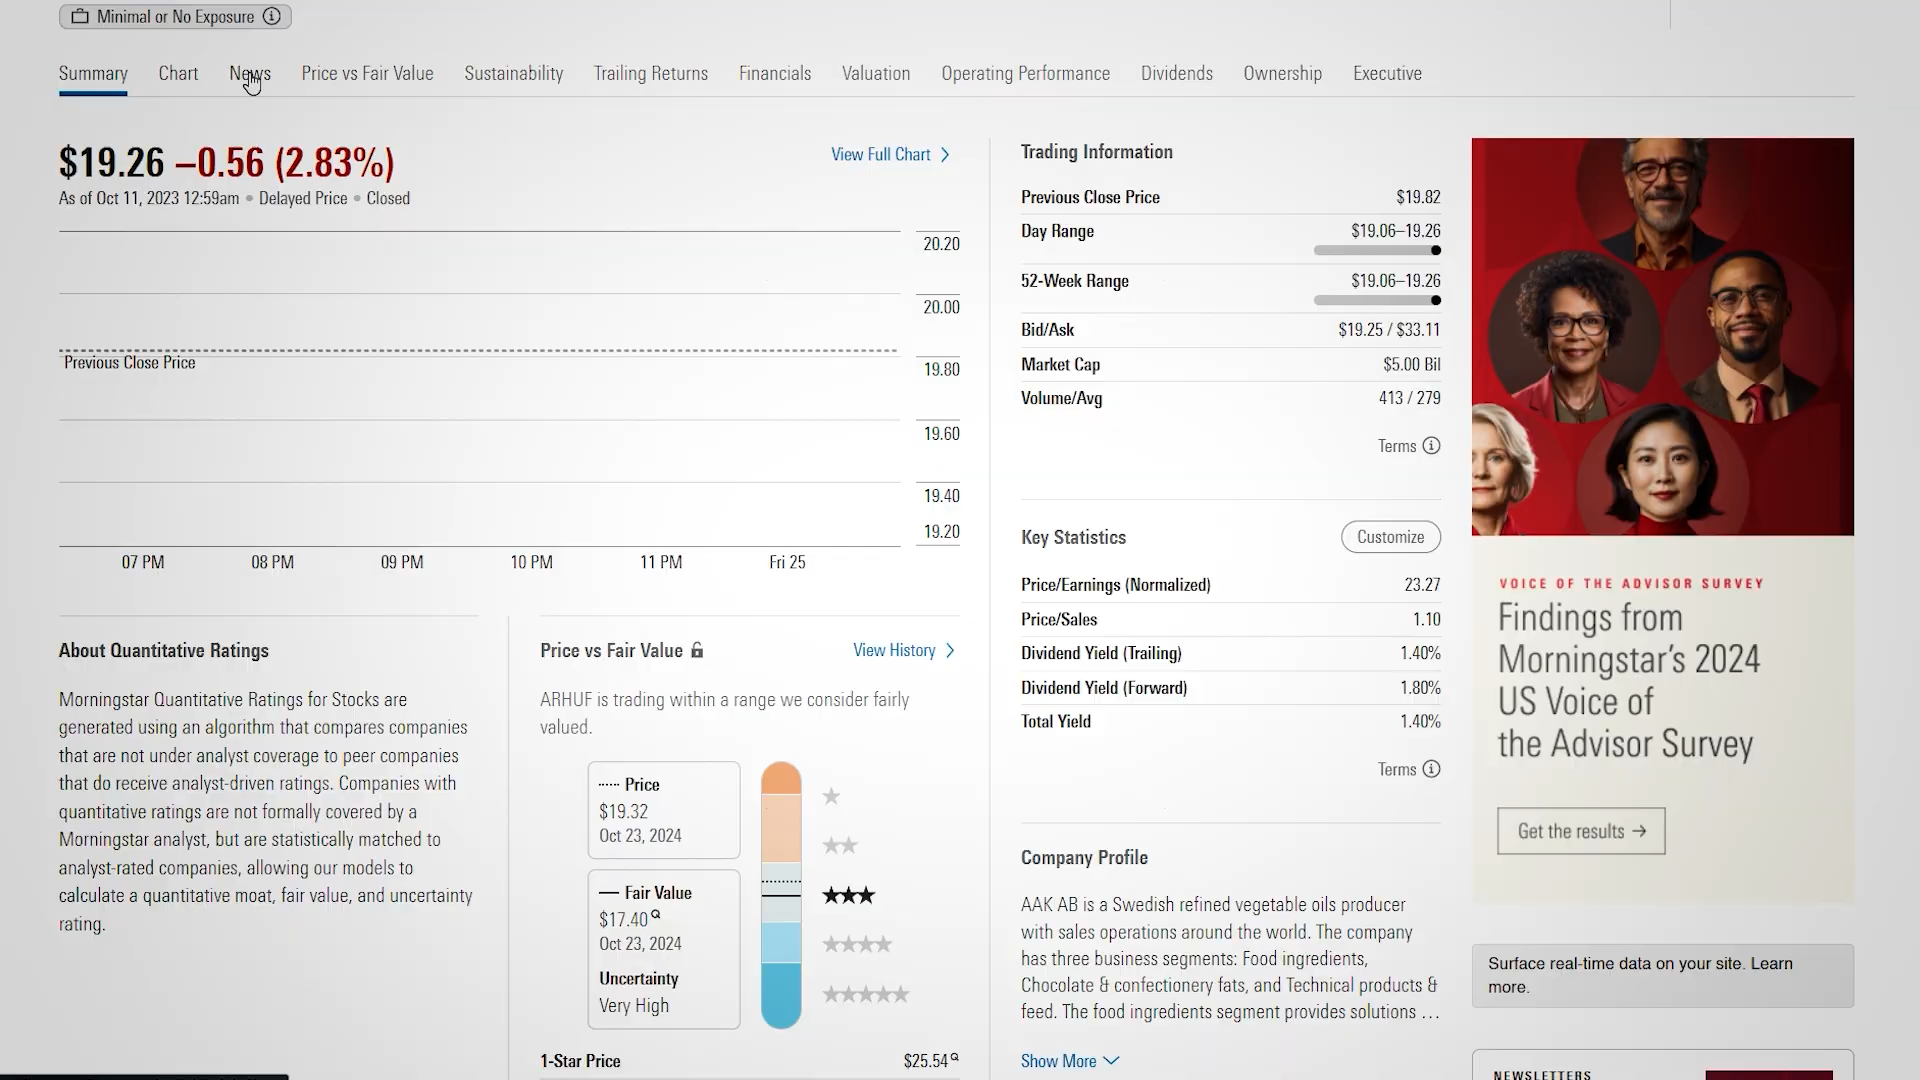 Minimal or No Exposure
Summary Chart News Price vs Fair Value Sustainability Trailing Returns Financials Valuation Operating Performance Dividends Ownership Executive
$19.26 –0.56 (2.83%)
As of Oct 11, 2023 12:59am • Delayed Price • Closed
View Full Chart
20.20
20.00
Previous Close Price
19.80
19.60
19.40
19.20
07 PM 08 PM 09 PM 10 PM 11 PM Fri 25
About Quantitative Ratings
Morningstar Quantitative Ratings for Stocks are
generated using an algorithm that compares companies
that are not under analyst coverage to peer companies
that do receive analyst-driven ratings. Companies with
quantitative ratings are not formally covered by a
Morningstar analyst, but are statistically matched to
analyst-rated companies, allowing our models to
calculate a quantitative moat, fair value, and uncertainty
rating.
Price vs Fair Value
View History
ARHUF is trading within a range we consider fairly
valued.
Price
$19.32
Oct 23, 2024
Fair Value
$17.40 Q
Oct 23, 2024
Uncertainty
Very High
1-Star Price $25.54 Q
Trading Information
Previous Close Price $19.82
Day Range $19.06–19.26
52-Week Range $19.06–19.26
Bid/Ask $19.25 / $33.11
Market Cap $5.00 Bil
Volume/Avg 413 / 279
Terms
Key Statistics
Customize
Price/Earnings (Normalized) 23.27
Price/Sales 1.10
Dividend Yield (Trailing) 1.40%
Dividend Yield (Forward) 1.80%
Total Yield 1.40%
Terms
Company Profile
AAK AB is a Swedish refined vegetable oils producer
with sales operations around the world. The company
has three business segments: Food ingredients,
Chocolate & confectionery fats, and Technical products &
feed. The food ingredients segment provides solutions …
Show More
VOICE OF THE ADVISOR SURVEY
Findings from
Morningstar's 2024
US Voice of
the Advisor Survey
Get the results →
Surface real-time data on your site. Learn
more.
NEWSLETTERS